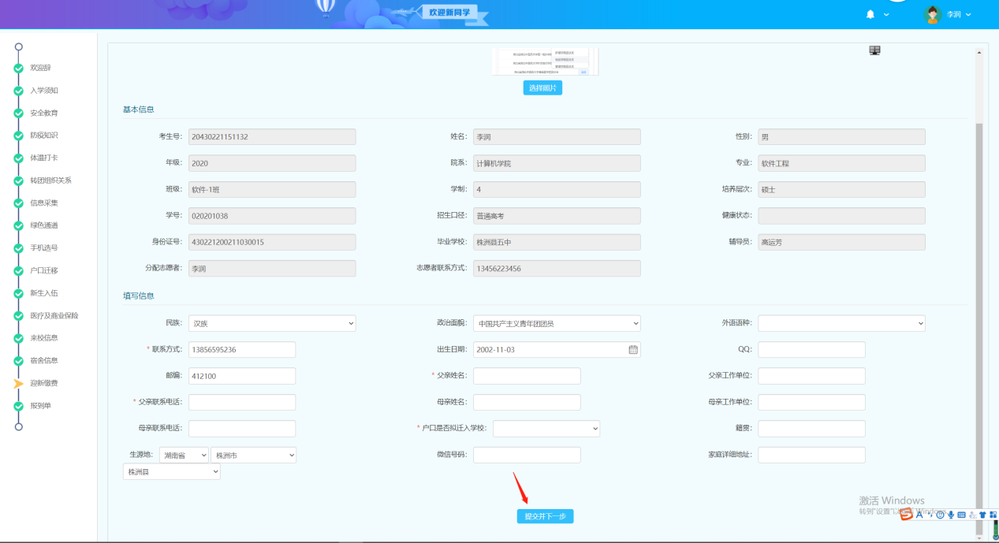 欢迎新同学
李润
欢迎辞
入学须知
安全教育
防疫知识
体温打卡
转团组织关系
信息采集
绿色通道
手机选号
户口迁移
新生入伍
医疗及商业保险
来校信息
宿舍信息
迎新缴费
报到单
选择照片
基本信息
考生号: 20430221151132 姓名: 李润 性别: 男
年级: 2020 院系: 计算机学院 专业: 软件工程
班级: 软件-1班 学制: 4 培养层次: 硕士
学号: 020201038 招生口径: 普通高考 健康状态:
身份证号: 430221200211030015 毕业学校: 株洲县五中 辅导员: 高运芳
分配志愿者: 李润 志愿者联系方式: 13456223456
填写信息
民族: 汉族 政治面貌: 中国共产主义青年团团员 外语语种:
* 联系方式: 13856595236 出生日期: 2002-11-03 QQ:
邮编: 412100 * 父亲姓名: 父亲工作单位:
* 父亲联系电话: 母亲姓名: 母亲工作单位:
母亲联系电话: * 户口是否拟迁入学校: 籍贯:
生源地: 湖南省 株洲市 微信号码: 家庭详细地址:
株洲县
提交并下一步
激活 Windows
转到"设置"以 Windows